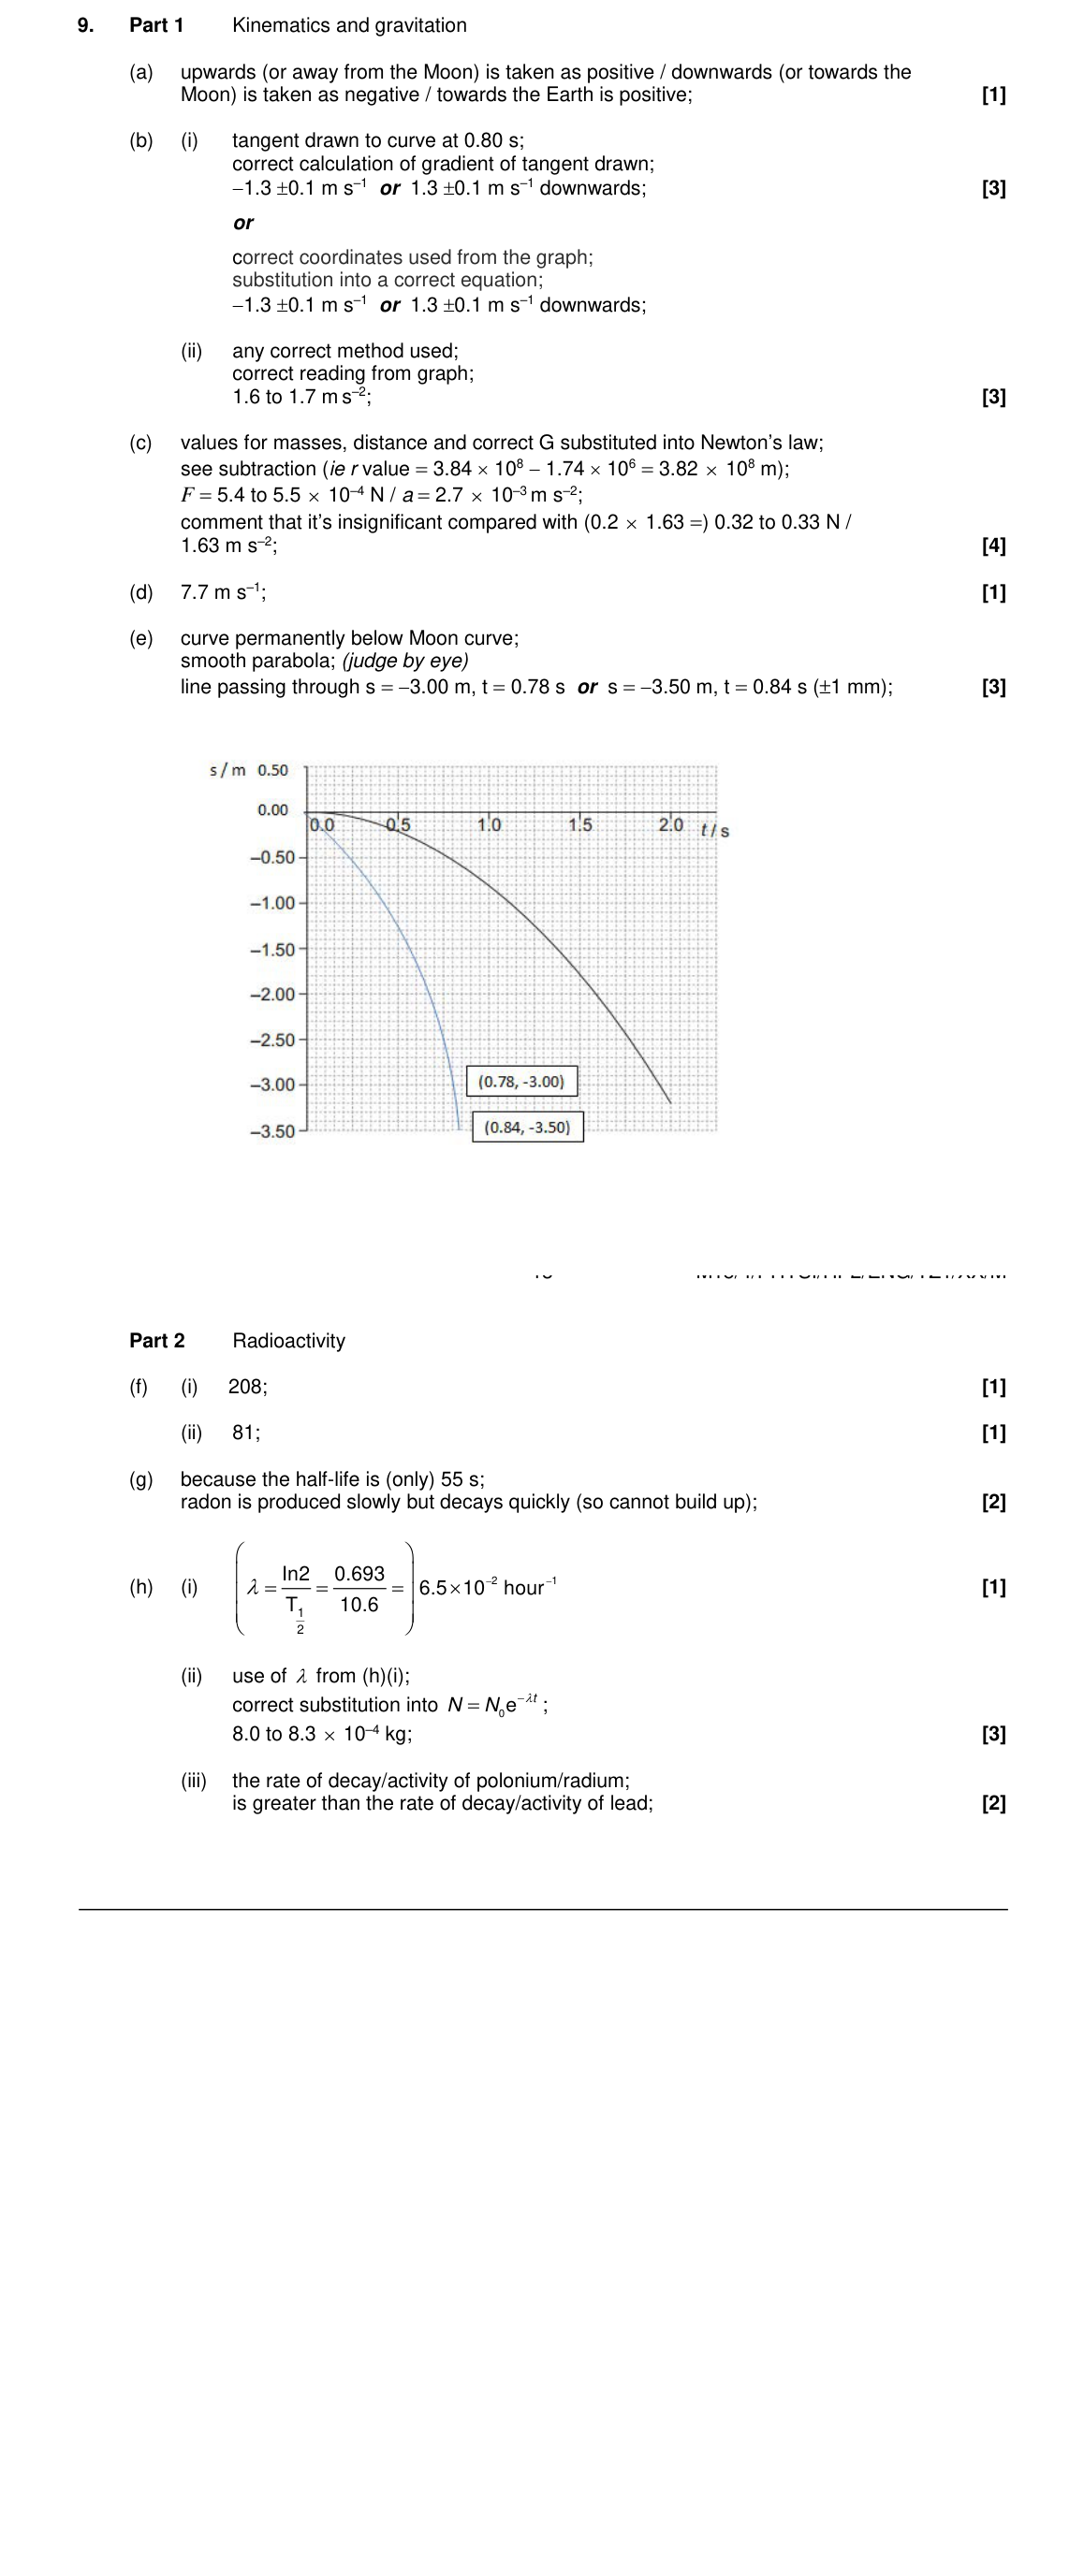 9. Part 1 Kinematics and gravitation
(a) upwards (or away from the Moon) is taken as positive / downwards (or towards the
Moon) is taken as negative / towards the Earth is positive; [1]
(b) (i) tangent drawn to curve at 0.80 s;
correct calculation of gradient of tangent drawn;
−1.3 ±0.1 m s⁻¹ or 1.3 ±0.1 m s⁻¹ downwards; [3]
or
correct coordinates used from the graph;
substitution into a correct equation;
−1.3 ±0.1 m s⁻¹ or 1.3 ±0.1 m s⁻¹ downwards;
(ii) any correct method used;
correct reading from graph;
1.6 to 1.7 m s⁻²; [3]
(c) values for masses, distance and correct G substituted into Newton's law;
see subtraction (ie r value = 3.84 × 10⁸ − 1.74 × 10⁶ = 3.82 × 10⁸ m);
F = 5.4 to 5.5 × 10⁻⁴ N / a = 2.7 × 10⁻³ m s⁻²;
comment that it's insignificant compared with (0.2 × 1.63 =) 0.32 to 0.33 N /
1.63 m s⁻²; [4]
(d) 7.7 m s⁻¹; [1]
(e) curve permanently below Moon curve;
smooth parabola; (judge by eye)
line passing through s = −3.00 m, t = 0.78 s or s = −3.50 m, t = 0.84 s (±1 mm); [3]
s / m 0.50
0.00
0.0 0.5 1.0 1.5 2.0 t / s
−0.50
−1.00
−1.50
−2.00
−2.50
−3.00 (0.78, -3.00)
−3.50 (0.84, -3.50)
Part 2 Radioactivity
(f) (i) 208; [1]
(ii) 81; [1]
(g) because the half-life is (only) 55 s;
radon is produced slowly but decays quickly (so cannot build up); [2]
(h) (i) (λ = ln2/T½ = 0.693/10.6 =) 6.5×10⁻² hour⁻¹ [1]
(ii) use of λ from (h)(i);
correct substitution into N = N₀e^(−λt) ;
8.0 to 8.3 × 10⁻⁴ kg; [3]
(iii) the rate of decay/activity of polonium/radium;
is greater than the rate of decay/activity of lead; [2]